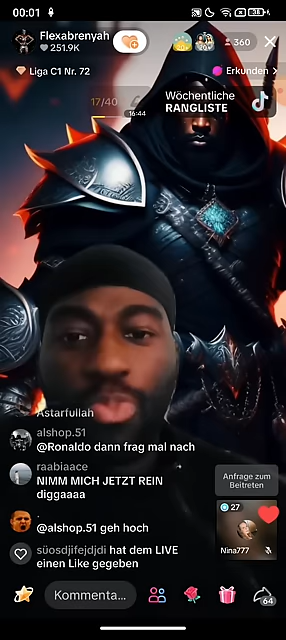 00:01
Flexabrenyah
251.9K
360
Liga C1 Nr. 72
Erkunden
17/40
Wöchentliche
RANGLISTE
16:44
Astarfullah
alshop.51
@Ronaldo dann frag mal nach
raabiaace
NIMM MICH JETZT REIN
diggaaaa
Anfrage zum
Beitreten
.
@alshop.51 geh hoch
27
Nina777
süosdjifejdjdi hat dem LIVE
einen Like gegeben
Kommenta...
64